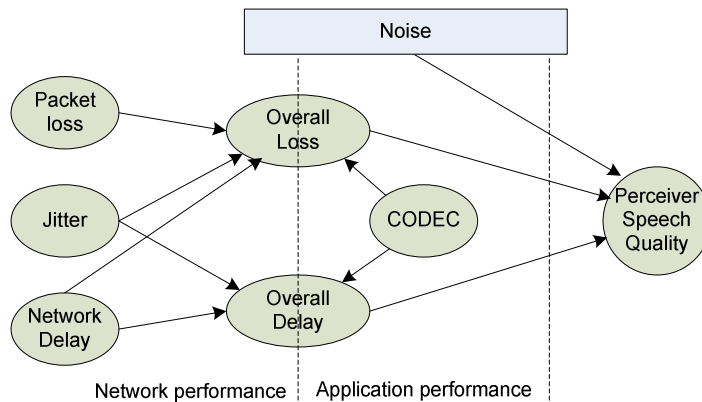 Noise
Packet
loss
Overall
Loss
Jitter
CODEC
Perceiver
Speech
Quality
Network
Delay
Overall
Delay
Network performance
Application performance